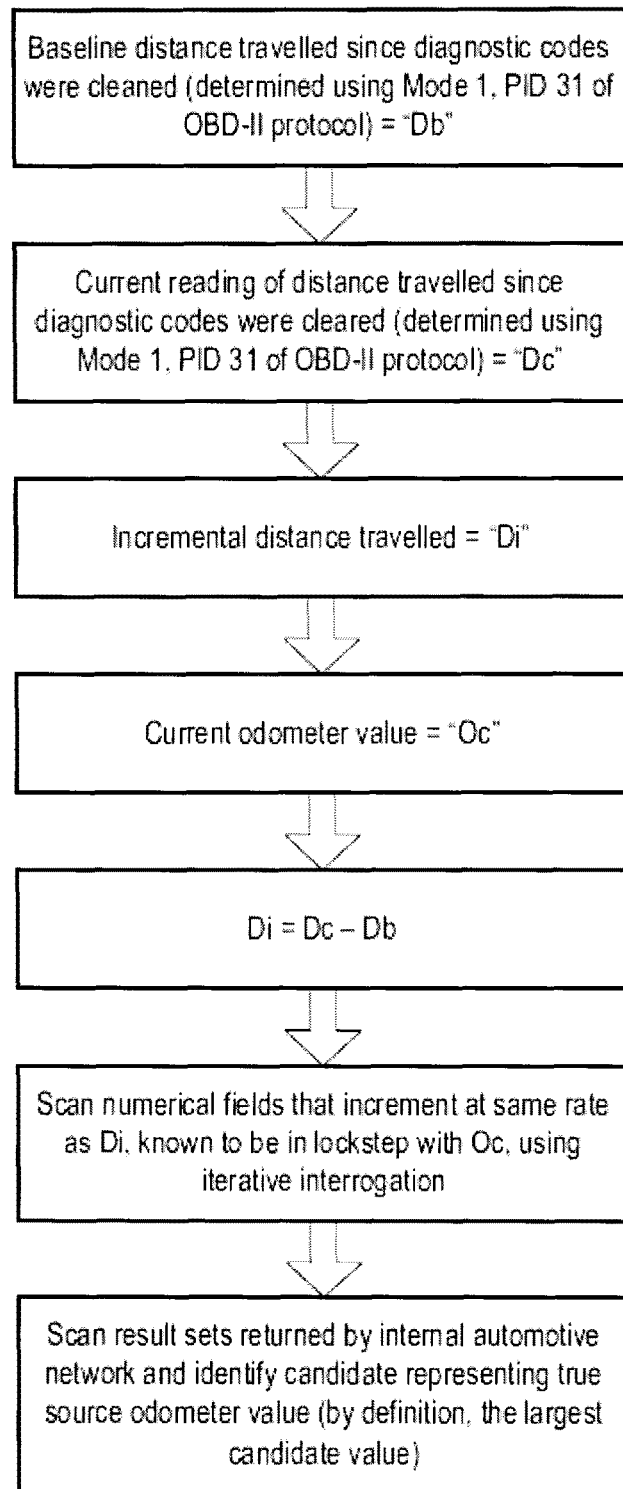 Baseline distance travelled since diagnostic codes
were cleaned (determined using Mode 1, PID 31 of
OBD-II protocol) = "Db"
Current reading of distance travelled since
diagnostic codes were cleared (determined using
Mode 1, PID 31 of OBD-II protocol) = "Dc"
Incremental distance travelled = "Di"
Current odometer value = "Oc"
Di = Dc – Db
Scan numerical fields that increment at same rate
as Di, known to be in lockstep with Oc, using
iterative interrogation
Scan result sets returned by internal automotive
network and identify candidate representing true
source odometer value (by definition, the largest
candidate value)